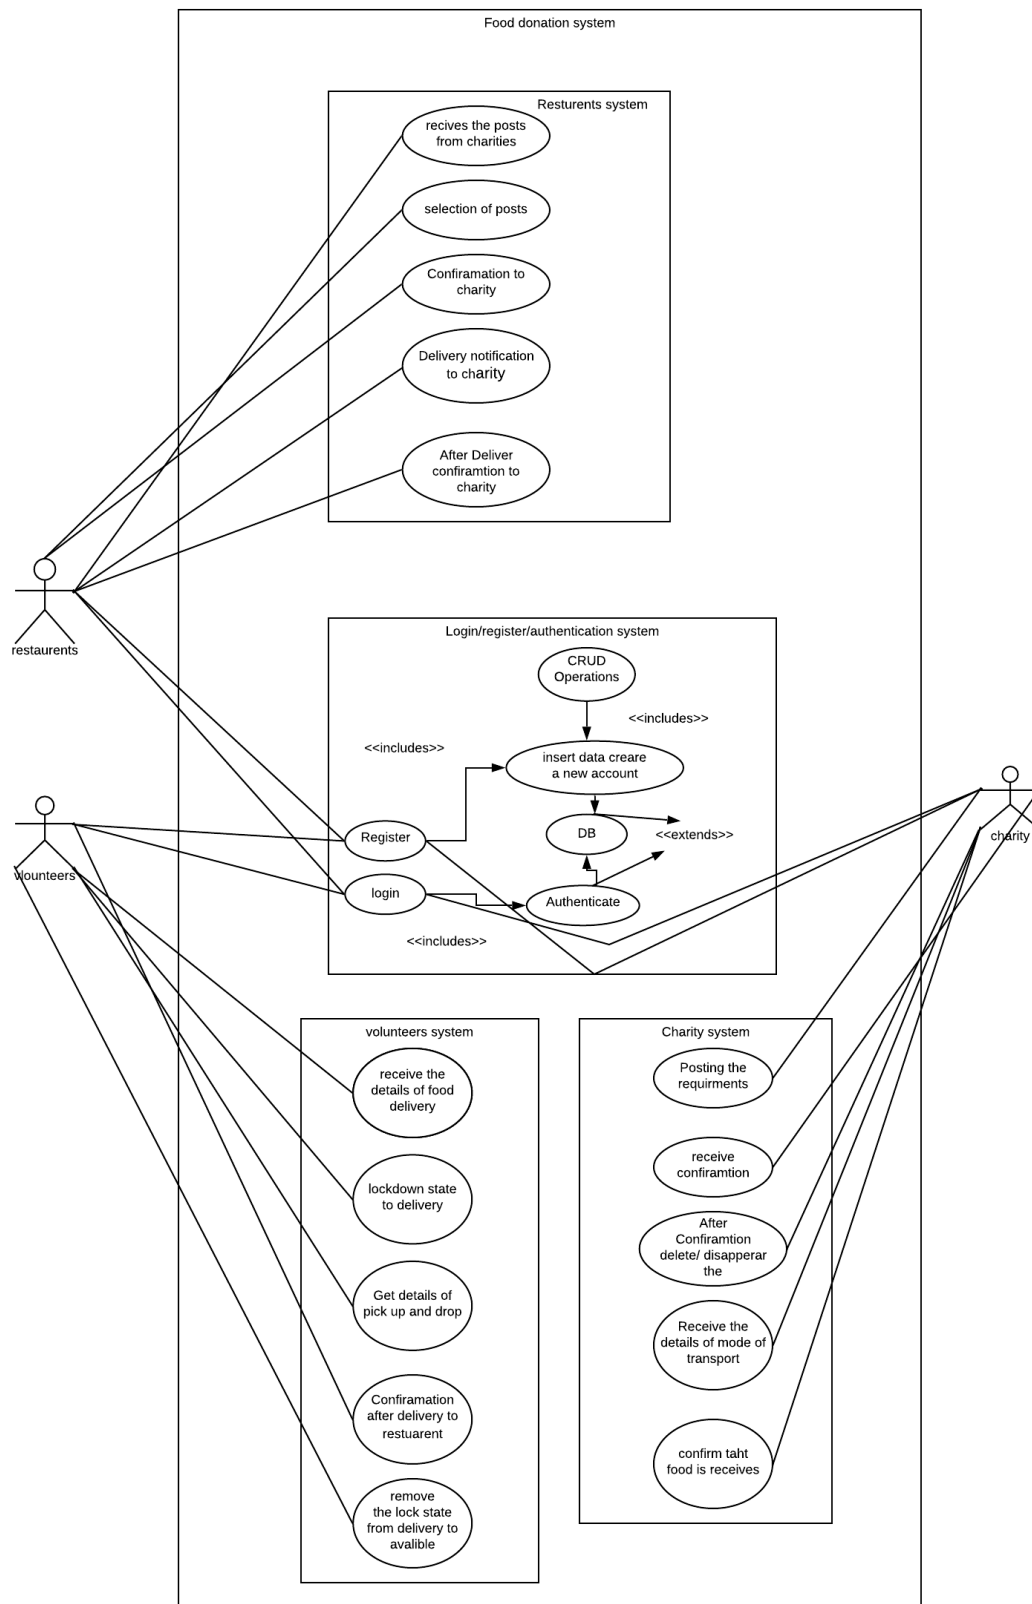 Food donation system
Resturents system
recives the posts
from charities
selection of posts
Confiramation to
charity
Delivery notification
to charity
After Deliver
confiramtion to
charity
restaurents
Login/register/authentication system
CRUD
Operations
<<includes>>
<<includes>>
insert data creare
a new account
Register
DB
<<extends>>
login
Authenticate
<<includes>>
vlounteers
charity
volunteers system
receive the
details of food
delivery
lockdown state
to delivery
Get details of
pick up and drop
Confiramation
after delivery to
restuarent
remove
the lock state
from delivery to
avalible
Charity system
Posting the
requirments
receive
confiramtion
After
Confiramtion
delete/ disapperar
the
Receive the
details of mode of
transport
confirm taht
food is receives